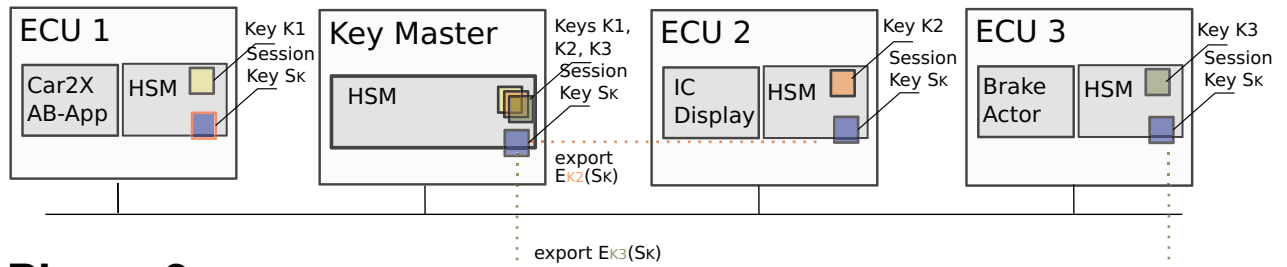 ECU 1
Key K1
Session
Key SK
Car2X
AB-App
HSM
Key Master
Keys K1,
K2, K3
Session
Key SK
HSM
export
EK2(SK)
ECU 2
Key K2
Session
Key SK
IC
Display
HSM
ECU 3
Key K3
Session
Key SK
Brake
Actor
HSM
export EK3(SK)